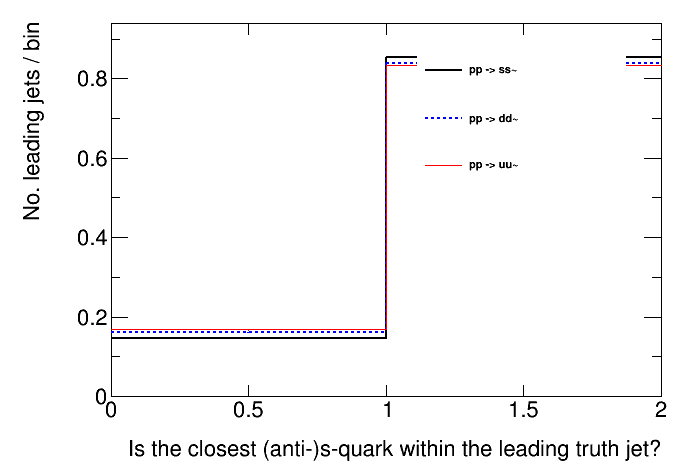 No. leading jets / bin
0.8
0.6
0.4
0.2
0
pp -> ss~
pp -> dd~
pp -> uu~
0 0.5 1 1.5 2
Is the closest (anti-)s-quark within the leading truth jet?